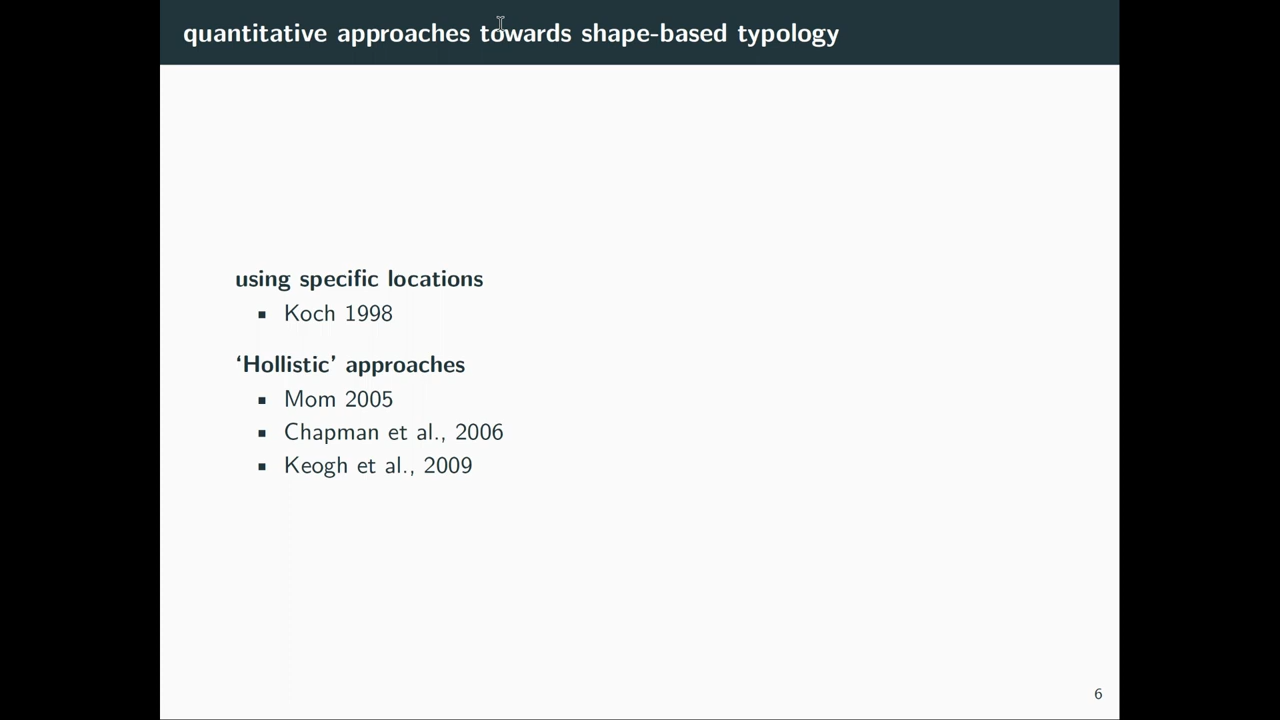 quantitative approaches towards shape-based typology
using specific locations
▪ Koch 1998
‘Hollistic’ approaches
▪ Mom 2005
▪ Chapman et al., 2006
▪ Keogh et al., 2009
6